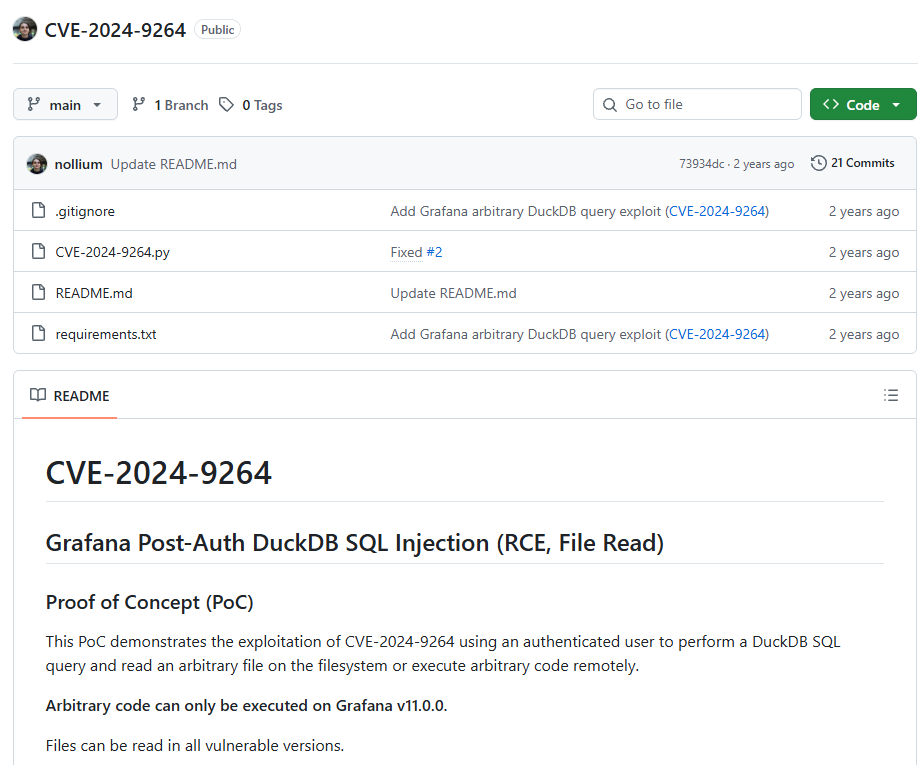 CVE-2024-9264 Public
main 1 Branch 0 Tags Go to file Code
nollium Update README.md 73934dc · 2 years ago 21 Commits
.gitignore Add Grafana arbitrary DuckDB query exploit (CVE-2024-9264) 2 years ago
CVE-2024-9264.py Fixed #2 2 years ago
README.md Update README.md 2 years ago
requirements.txt Add Grafana arbitrary DuckDB query exploit (CVE-2024-9264) 2 years ago
README
CVE-2024-9264
Grafana Post-Auth DuckDB SQL Injection (RCE, File Read)
Proof of Concept (PoC)
This PoC demonstrates the exploitation of CVE-2024-9264 using an authenticated user to perform a DuckDB SQL
query and read an arbitrary file on the filesystem or execute arbitrary code remotely.
Arbitrary code can only be executed on Grafana v11.0.0.
Files can be read in all vulnerable versions.